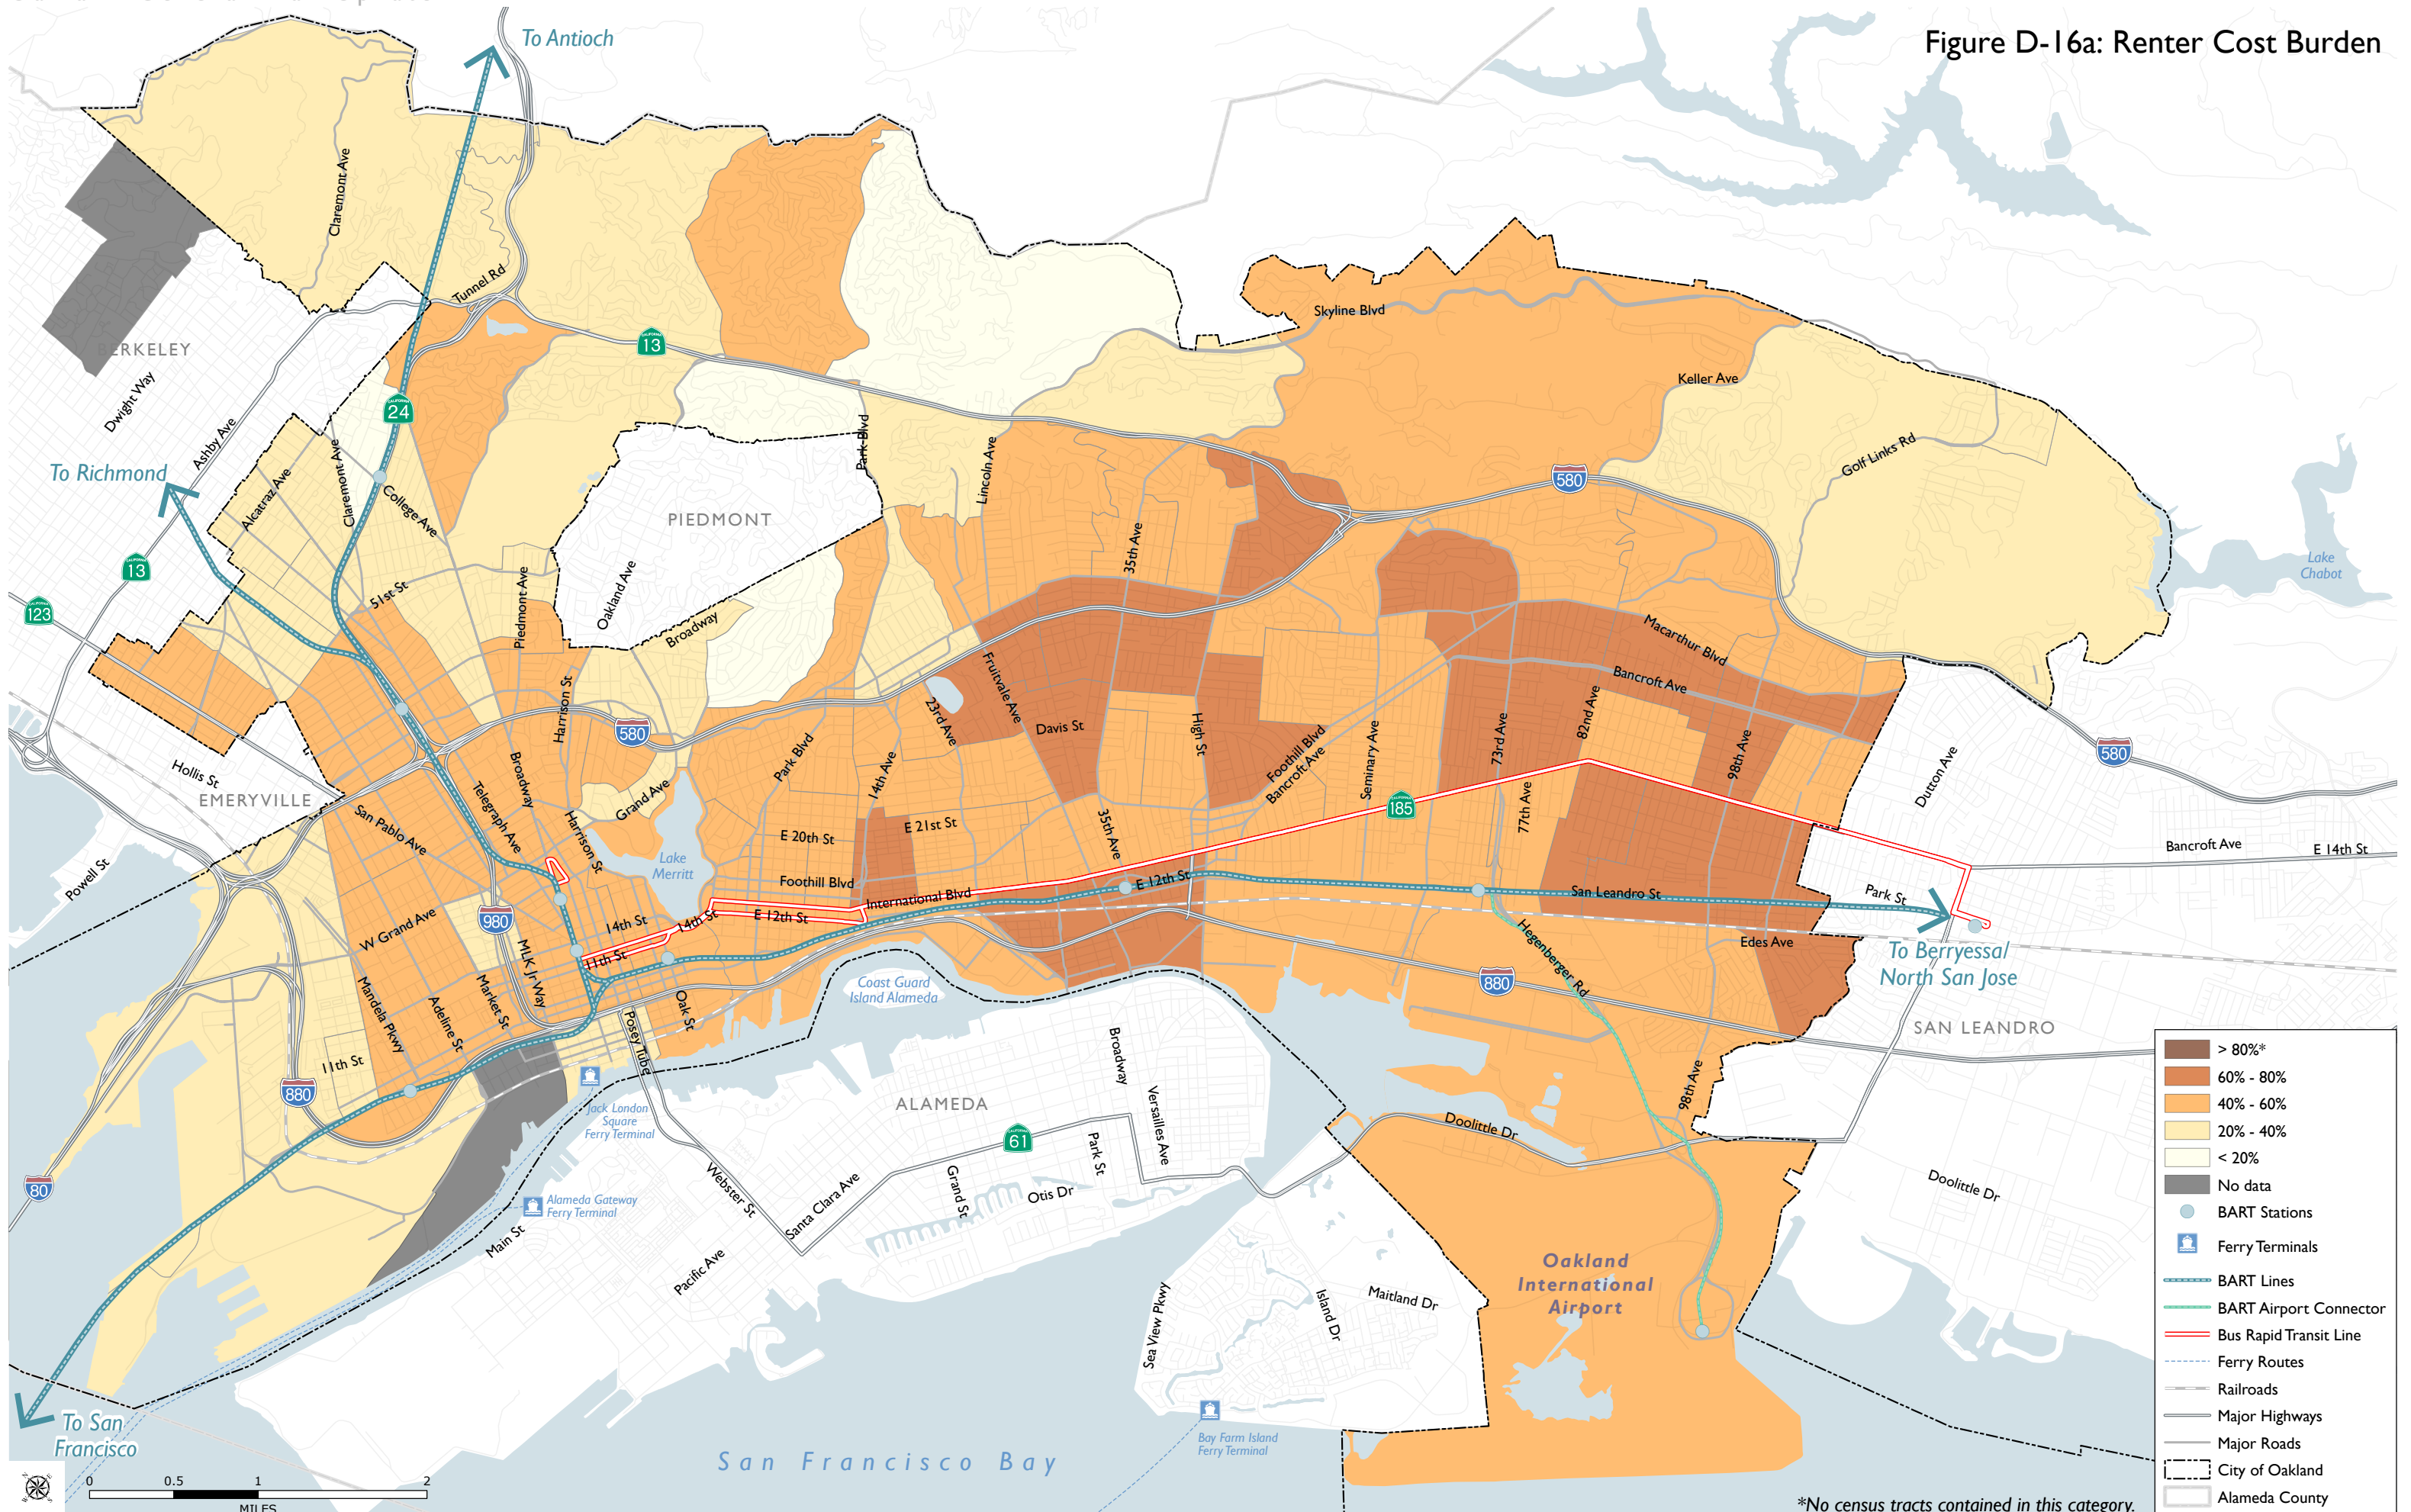 To Antioch
Figure D-16a: Renter Cost Burden
Claremont Ave
Tunnel Rd
CALIFORNIA
13
Skyline Blvd
BERKELEY
Dwight Way
Keller Ave
CALIFORNIA
24
Ashby Ave
To Richmond
Alcatraz Ave
Claremont Ave
College Ave
Park Blvd
Lincoln Ave
Golf Links Rd
580
PIEDMONT
35th Ave
CALIFORNIA
13
Lake
Chabot
CALIFORNIA
123
51st St
Piedmont Ave
Oakland Ave
Broadway
Macarthur Blvd
Fruitvale Ave
Bancroft Ave
Harrison St
23rd Ave
Davis St
High St
82nd Ave
73rd Ave
580
Park Blvd
14th Ave
Foothill Blvd
Bancroft Ave
Seminary Ave
98th Ave
580
Hollis St
Broadway
Dutton Ave
EMERYVILLE
Telegraph Ave
Grand Ave
San Pablo Ave
Harrison St
E 20th St
E 21st St
35th Ave
CALIFORNIA
185
77th Ave
Bancroft Ave
E 14th St
Powell St
Lake
Merritt
Foothill Blvd
International Blvd
E 12th St
San Leandro St
Park St
W Grand Ave
980
14th St
14th St
E 12th St
MLK Jr Way
11th St
Hegenberger Rd
Edes Ave
To Berryessa/
North San Jose
Mandela Pkwy
Adeline St
Market St
Oak St
Coast Guard
Island Alameda
880
SAN LEANDRO
Posey Tube
11th St
880
Broadway
Versailles Ave
98th Ave
Jack London
Square
Ferry Terminal
ALAMEDA
CALIFORNIA
61
Park St
Doolittle Dr
80
Webster St
Alameda Gateway
Ferry Terminal
Santa Clara Ave
Grand St
Otis Dr
Doolittle Dr
Main St
Pacific Ave
Oakland
International
Airport
Sea View Pkwy
Island Dr
Maitland Dr
To San
Francisco
San Francisco Bay
Bay Farm Island
Ferry Terminal
0
0.5
1
2
MILES
> 80%*
60% - 80%
40% - 60%
20% - 40%
< 20%
No data
BART Stations
Ferry Terminals
BART Lines
BART Airport Connector
Bus Rapid Transit Line
Ferry Routes
Railroads
Major Highways
Major Roads
City of Oakland
Alameda County
*No census tracts contained in this category.